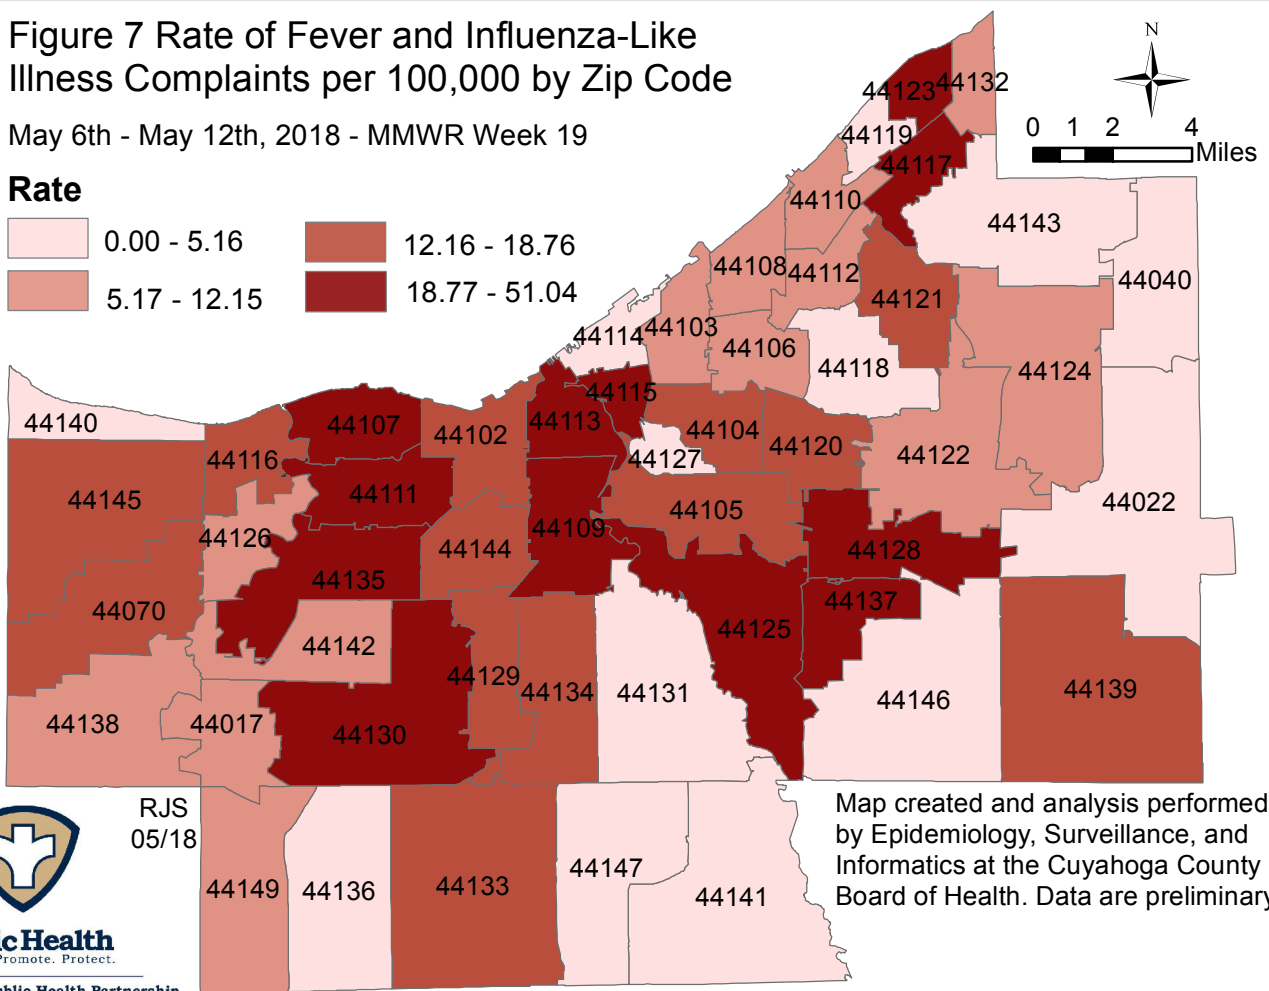 Figure 7 Rate of Fever and Influenza-Like
Illness Complaints per 100,000 by Zip Code
May 6th - May 12th, 2018 - MMWR Week 19
Rate
0.00 - 5.16
12.16 - 18.76
5.17 - 12.15
18.77 - 51.04
N
0 1 2 4
Miles
44123
44132
44119
44117
44110
44143
44108
44112
44040
44121
44114
44103
44106
44118
44124
44115
44140
44107
44113
44102
44104
44120
44116
44127
44122
44145
44111
44022
44105
44126
44109
44144
44128
44135
44070
44137
44125
44142
44129
44134
44131
44139
44146
44138
44017
44130
RJS
05/18
44149
44136
44133
44147
44141
Map created and analysis performed
by Epidemiology, Surveillance, and
Informatics at the Cuyahoga County
Board of Health. Data are preliminary
Health
Promote. Protect.
Health Partnership